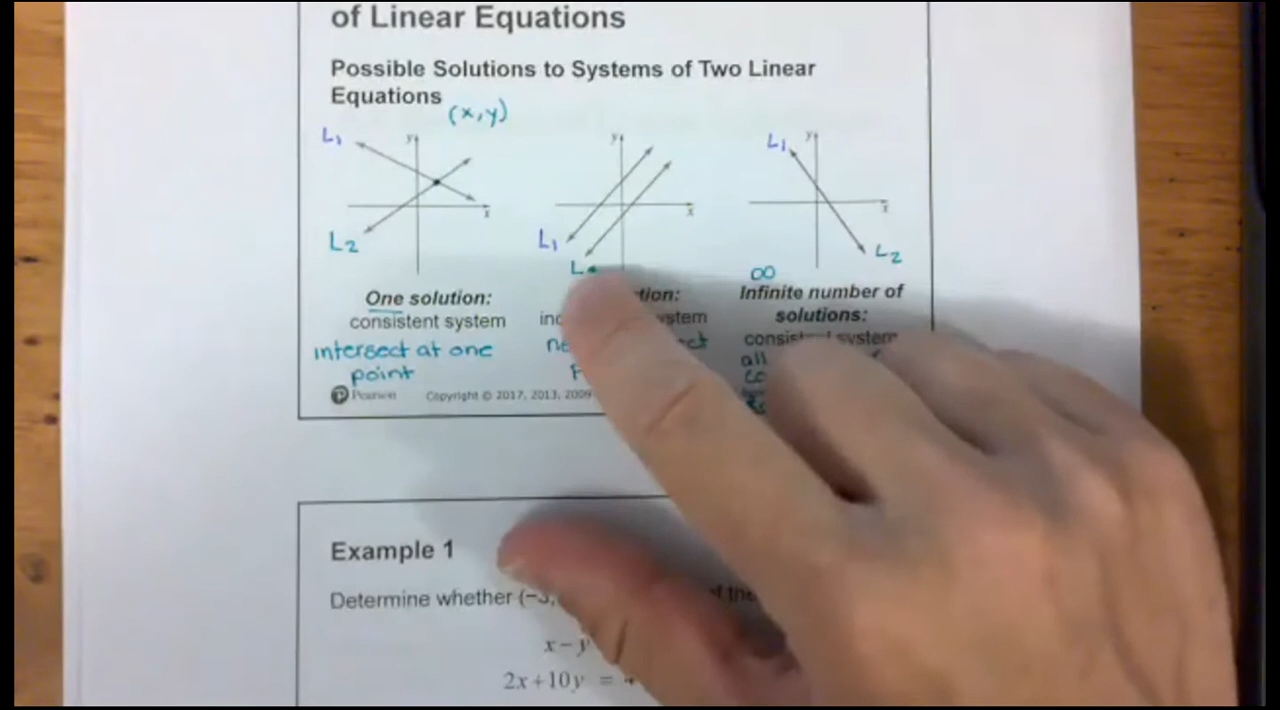 of Linear Equations
Possible Solutions to Systems of Two Linear
Equations (x,y)
L1 y
x
L2
y
x
L1
L
L1 y
x
L2
∞
One solution:
consistent system
intersect at one
point
Infinite number of
solutions:
all
Pearson Copyright © 2017, 2013, 2009
Example 1
Determine whether
2x+10y =